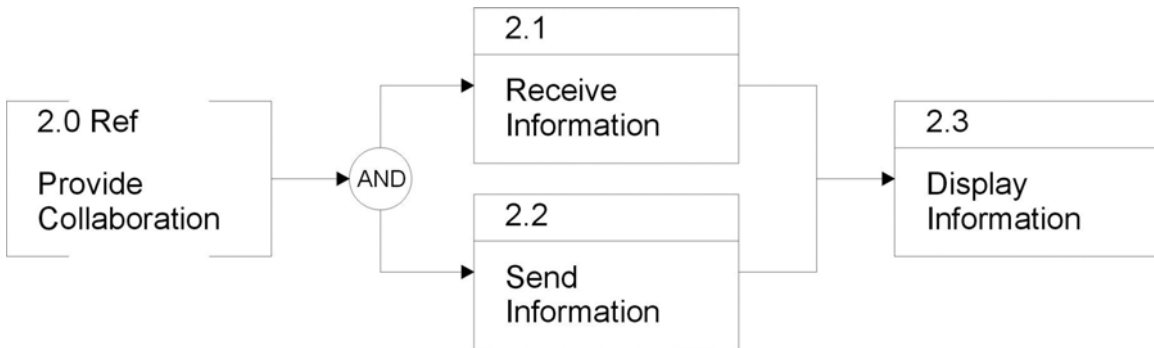 2.0 Ref
Provide
Collaboration
AND
2.1
Receive
Information
2.2
Send
Information
2.3
Display
Information